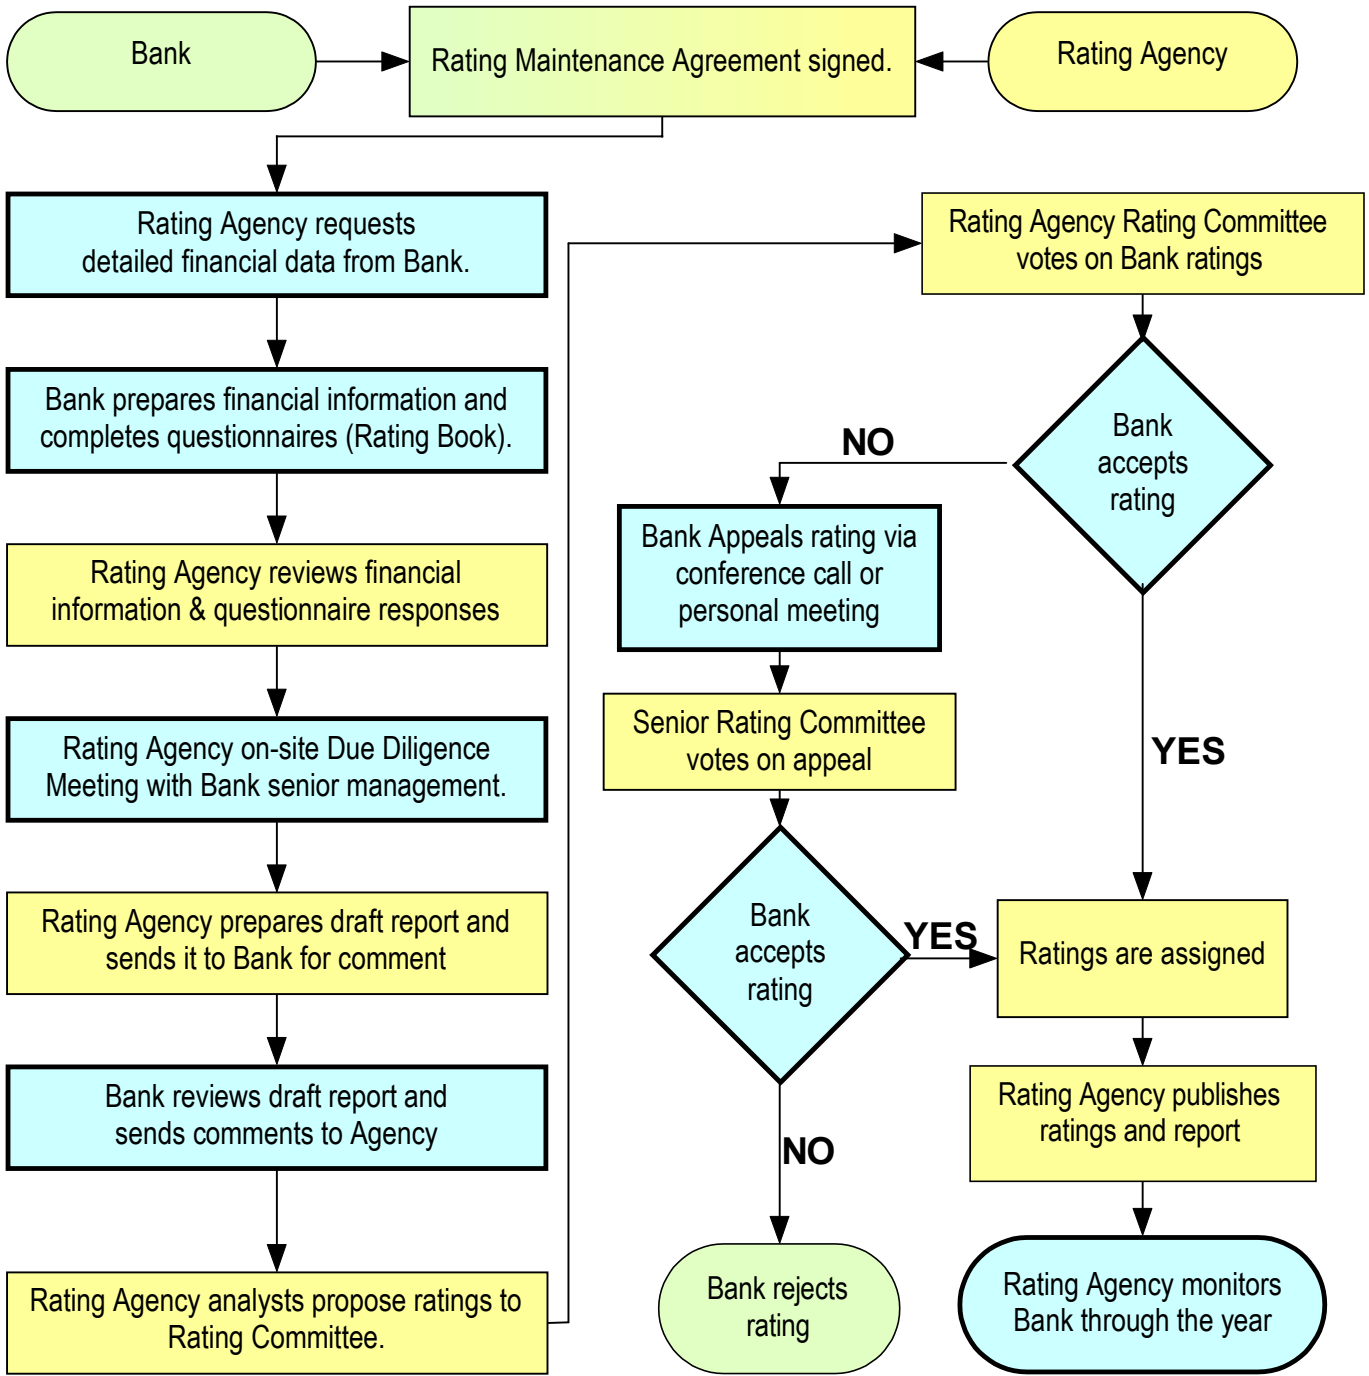 Bank
Rating Maintenance Agreement signed.
Rating Agency
Rating Agency requests
detailed financial data from Bank.
Bank prepares financial information and
completes questionnaires (Rating Book).
Rating Agency reviews financial
information & questionnaire responses
Rating Agency on-site Due Diligence
Meeting with Bank senior management.
Rating Agency prepares draft report and
sends it to Bank for comment
Bank reviews draft report and
sends comments to Agency
Rating Agency analysts propose ratings to
Rating Committee.
Rating Agency Rating Committee
votes on Bank ratings
Bank
accepts
rating
NO
Bank Appeals rating via
conference call or
personal meeting
Senior Rating Committee
votes on appeal
YES
Bank
accepts
rating
YES
Ratings are assigned
Rating Agency publishes
ratings and report
NO
Bank rejects
rating
Rating Agency monitors
Bank through the year